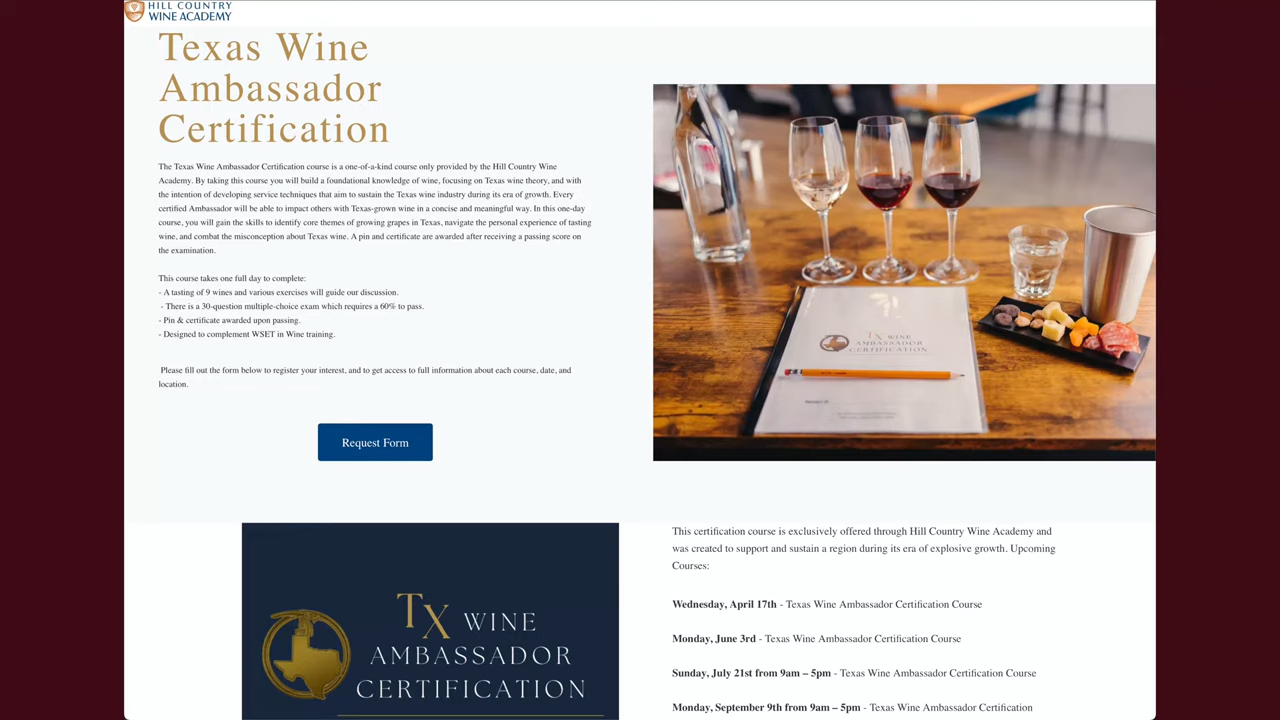 HILL COUNTRY
WINE ACADEMY
Texas Wine
Ambassador
Certification
The Texas Wine Ambassador Certification course is a one-of-a-kind course only provided by the Hill Country Wine
Academy. By taking this course you will build a foundational knowledge of wine, focusing on Texas wine theory, and with
the intention of developing service techniques that aim to sustain the Texas wine industry during its era of growth. Every
certified Ambassador will be able to impact others with Texas-grown wine in a concise and meaningful way. In this one-day
course, you will gain the skills to identify core themes of growing grapes in Texas, navigate the personal experience of tasting
wine, and combat the misconception about Texas wine. A pin and certificate are awarded after receiving a passing score on
the examination.
This course takes one full day to complete:
- A tasting of 9 wines and various exercises will guide our discussion.
- There is a 30-question multiple-choice exam which requires a 60% to pass.
- Pin & certificate awarded upon passing.
- Designed to complement WSET in Wine training.
Please fill out the form below to register your interest, and to get access to full information about each course, date, and
location.
Request Form
TX WINE
AMBASSADOR
CERTIFICATION
TX WINE
AMBASSADOR
CERTIFICATION
This certification course is exclusively offered through Hill Country Wine Academy and
was created to support and sustain a region during its era of explosive growth. Upcoming
Courses:
Wednesday, April 17th - Texas Wine Ambassador Certification Course
Monday, June 3rd - Texas Wine Ambassador Certification Course
Sunday, July 21st from 9am – 5pm - Texas Wine Ambassador Certification Course
Monday, September 9th from 9am – 5pm - Texas Wine Ambassador Certification